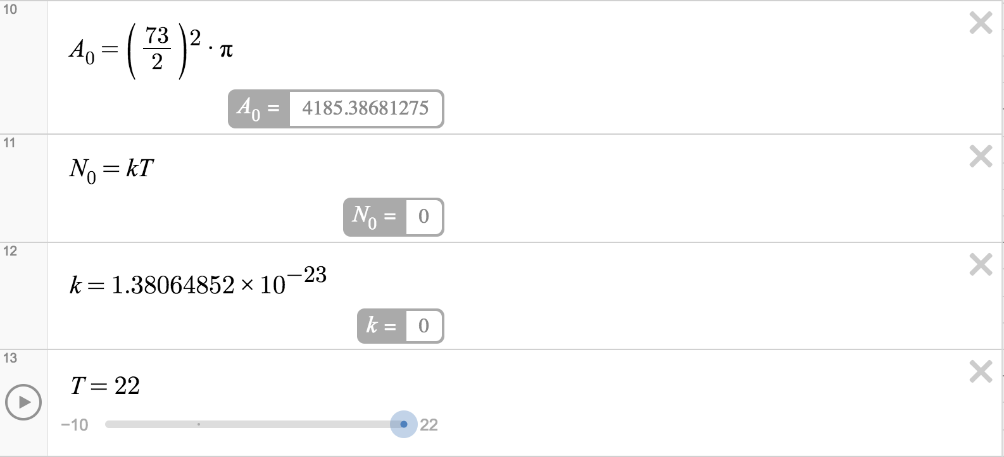 10
A₀ = (73/2)² · π
A₀ = 4185.38681275
11
N₀ = kT
N₀ = 0
12
k = 1.38064852 × 10⁻²³
k = 0
13
T = 22
−10 22